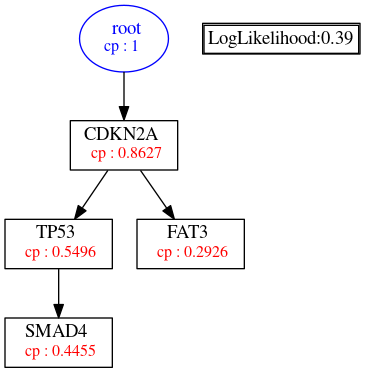 root
cp : 1
LogLikelihood:0.39
CDKN2A
cp : 0.8627
TP53
cp : 0.5496
FAT3
cp : 0.2926
SMAD4
cp : 0.4455